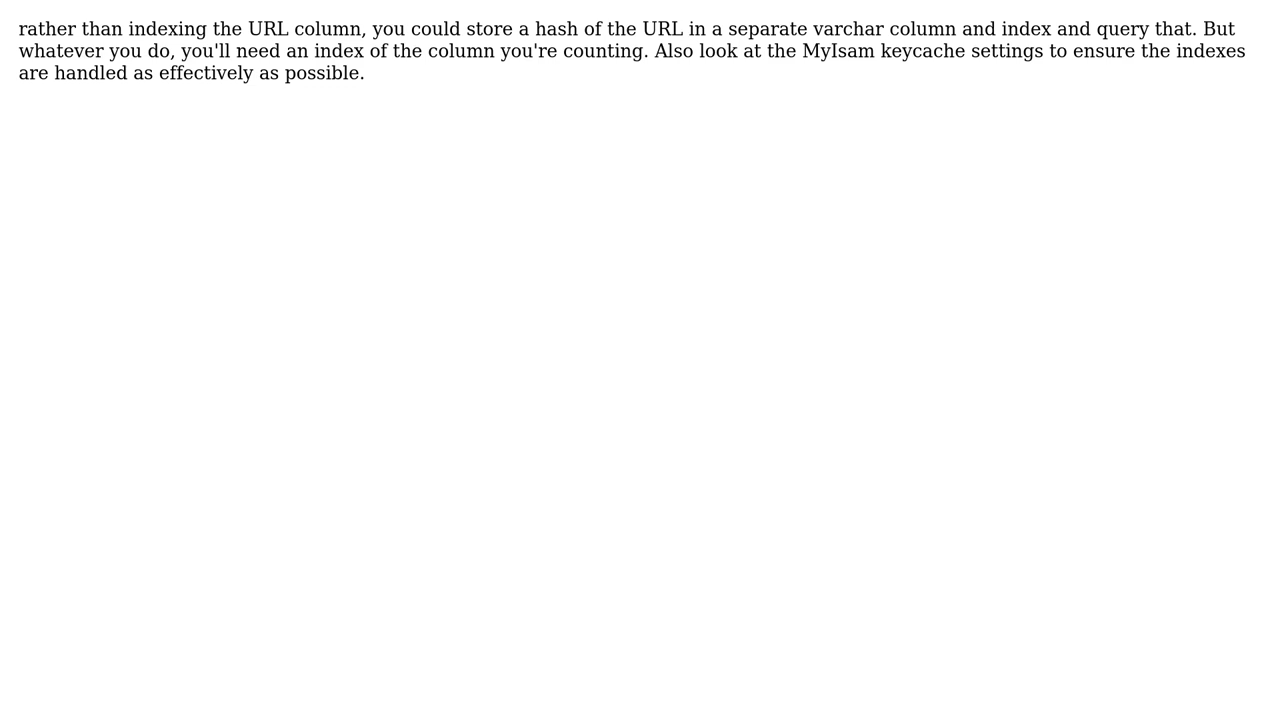 rather than indexing the URL column, you could store a hash of the URL in a separate varchar column and index and query that. But
whatever you do, you'll need an index of the column you're counting. Also look at the MyIsam keycache settings to ensure the indexes
are handled as effectively as possible.